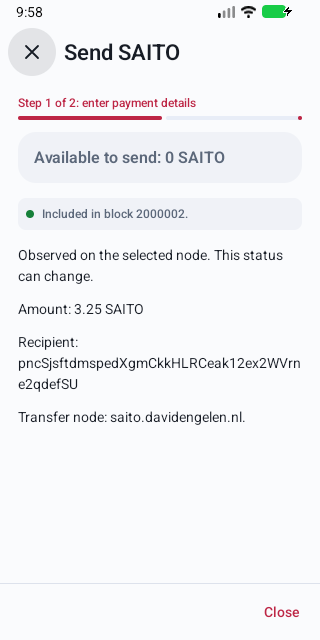 9:58
Send SAITO
Step 1 of 2: enter payment details
Available to send: 0 SAITO
Included in block 2000002.
Observed on the selected node. This status
can change.
Amount: 3.25 SAITO
Recipient:
pncSjsftdmspedXgmCkkHLRCeak12ex2WVrn
e2qdefSU
Transfer node: saito.davidengelen.nl.
Close